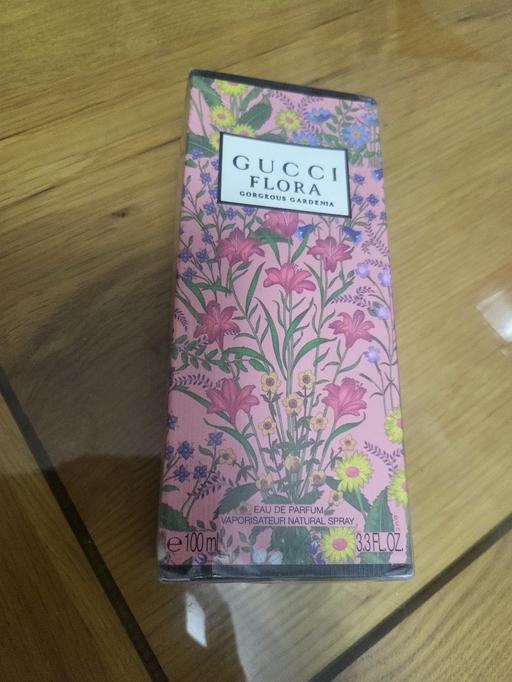 GUCCI
FLORA
GORGEOUS GARDENIA
EAU DE PARFUM
VAPORISATEUR NATURAL SPRAY
e 100 ml 3.3 FL.OZ.